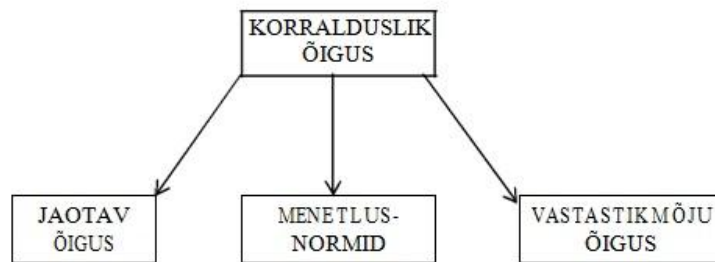 KORRALDUSLIK
ÕIGUS
JAOTAV
ÕIGUS
MENETLUS-
NORMID
VASTASTIKMÕJU
ÕIGUS